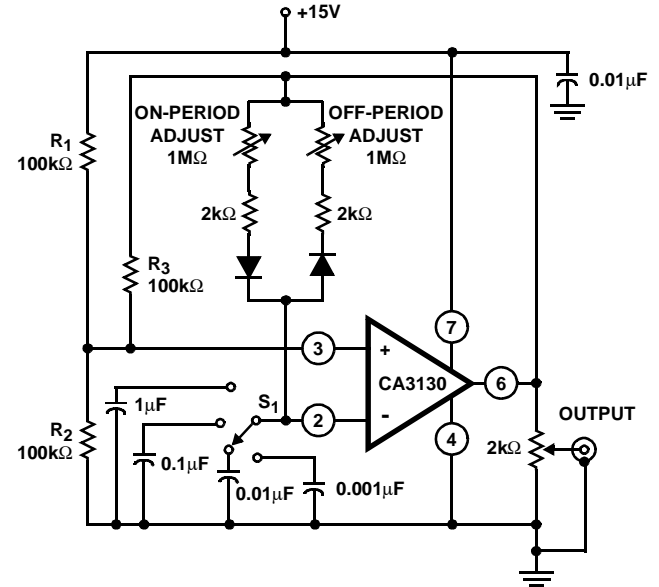 +15V
0.01μF
ON-PERIOD
ADJUST
1MΩ
OFF-PERIOD
ADJUST
1MΩ
R1
100kΩ
2kΩ
2kΩ
R3
100kΩ
3
+
7
CA3130
6
1μF
S1
2
-
4
OUTPUT
R2
100kΩ
0.1μF
0.01μF
0.001μF
2kΩ